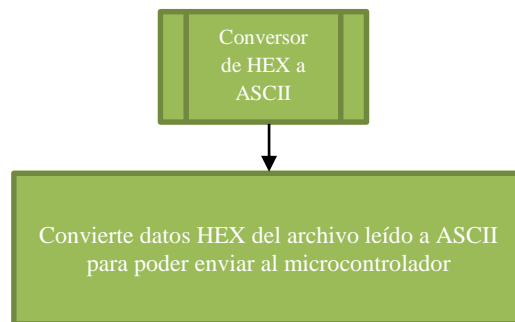 Conversor
de HEX a
ASCII
Convierte datos HEX del archivo leído a ASCII
para poder enviar al microcontrolador